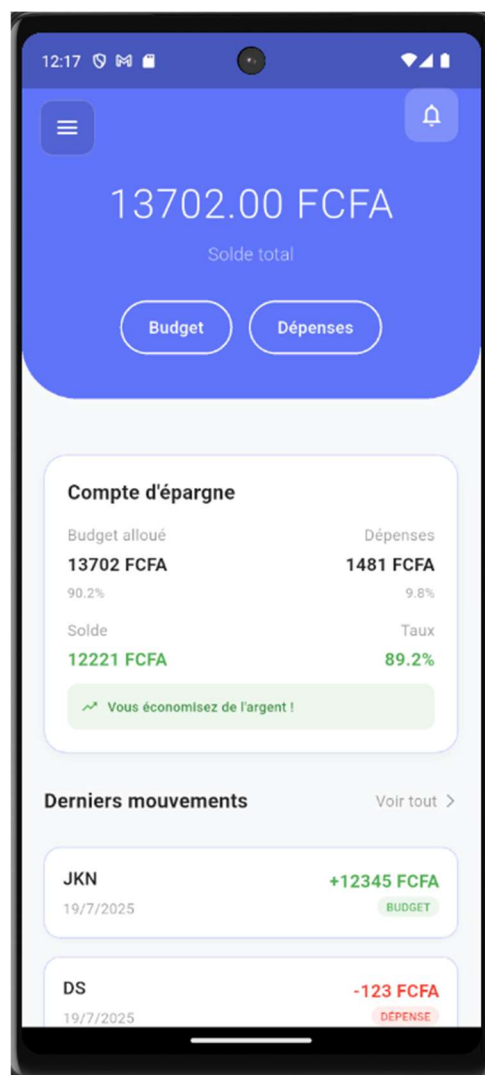 12:17
13702.00 FCFA
Solde total
Budget Dépenses
Compte d'épargne
Budget alloué Dépenses
13702 FCFA 1481 FCFA
90.2% 9.8%
Solde Taux
12221 FCFA 89.2%
Vous économisez de l'argent !
Derniers mouvements Voir tout >
JKN +12345 FCFA
19/7/2025 BUDGET
DS -123 FCFA
19/7/2025 DÉPENSE